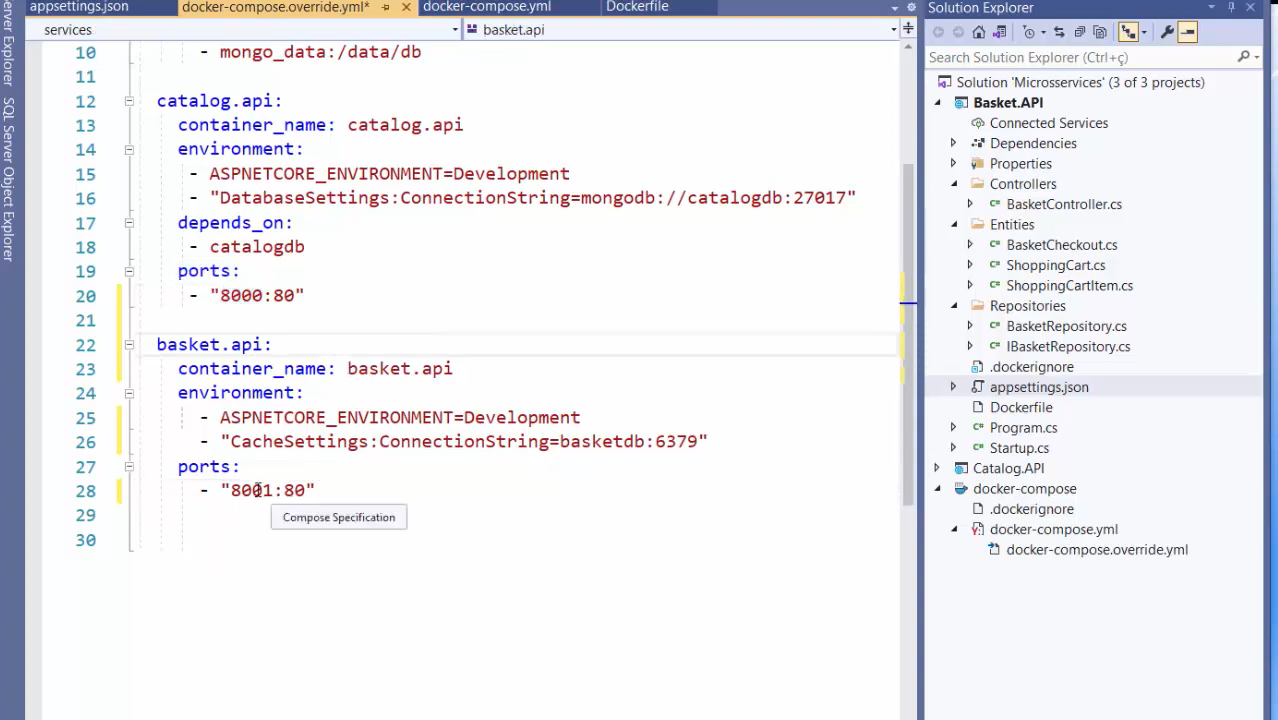 appsettings.json
docker-compose.override.yml*
docker-compose.yml
Dockerfile
services
basket.api
Server Explorer
SQL Server Object Explorer
10 - mongo_data:/data/db
11
12 catalog.api:
13 container_name: catalog.api
14 environment:
15 - ASPNETCORE_ENVIRONMENT=Development
16 - "DatabaseSettings:ConnectionString=mongodb://catalogdb:27017"
17 depends_on:
18 - catalogdb
19 ports:
20 - "8000:80"
21
22 basket.api:
23 container_name: basket.api
24 environment:
25 - ASPNETCORE_ENVIRONMENT=Development
26 - "CacheSettings:ConnectionString=basketdb:6379"
27 ports:
28 - "8001:80"
29
30
Compose Specification
Solution Explorer
Search Solution Explorer (Ctrl+ç)
Solution 'Microsservices' (3 of 3 projects)
Basket.API
Connected Services
Dependencies
Properties
Controllers
BasketController.cs
Entities
BasketCheckout.cs
ShoppingCart.cs
ShoppingCartItem.cs
Repositories
BasketRepository.cs
IBasketRepository.cs
.dockerignore
appsettings.json
Dockerfile
Program.cs
Startup.cs
Catalog.API
docker-compose
.dockerignore
docker-compose.yml
docker-compose.override.yml